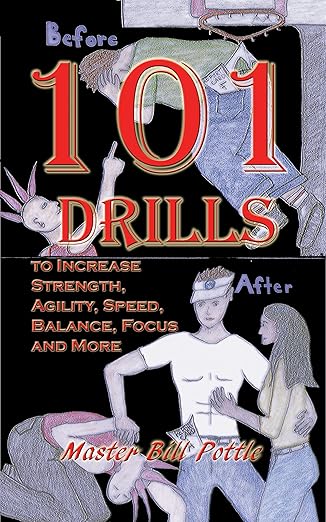 Before
101
DRILLS
TO INCREASE
STRENGTH,
AGILITY, SPEED,
BALANCE, FOCUS
AND MORE
After
Master Bill Pottle